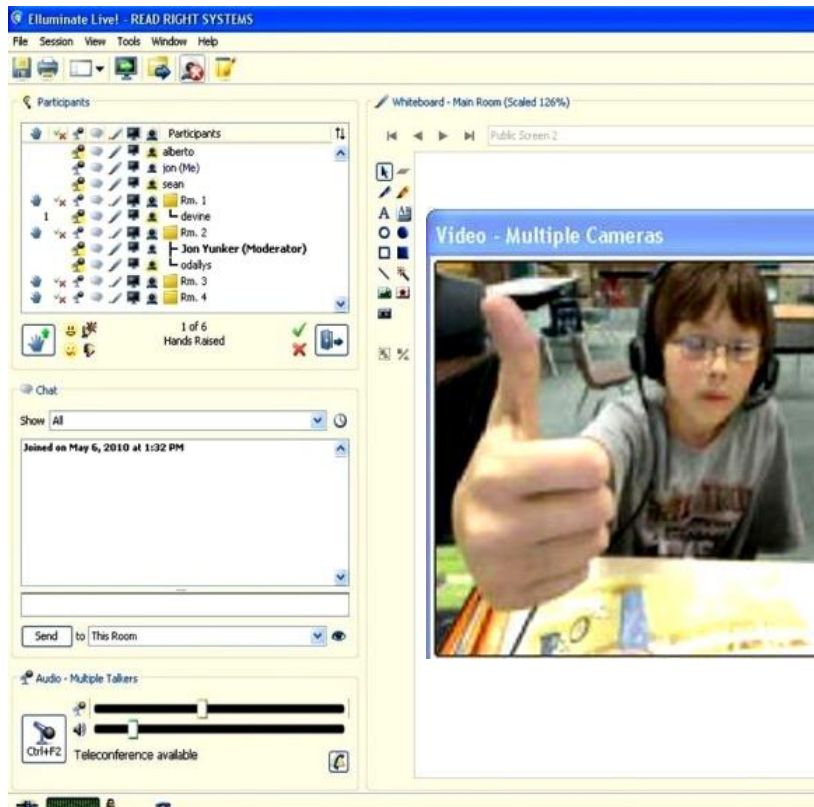 Elluminate Live! - READ RIGHT SYSTEMS
File Session View Tools Window Help
Participants
Participants
alberto
jon (Me)
sean
Rm. 1
1 devine
Rm. 2
Jon Yunker (Moderator)
odallys
Rm. 3
Rm. 4
1 of 6
Hands Raised
Chat
Show All
Joined on May 6, 2010 at 1:32 PM
Send to This Room
Audio - Multiple Talkers
Ctrl+F2
Teleconference available
Whiteboard - Main Room (Scaled 126%)
Public Screen 2
A
Video - Multiple Cameras